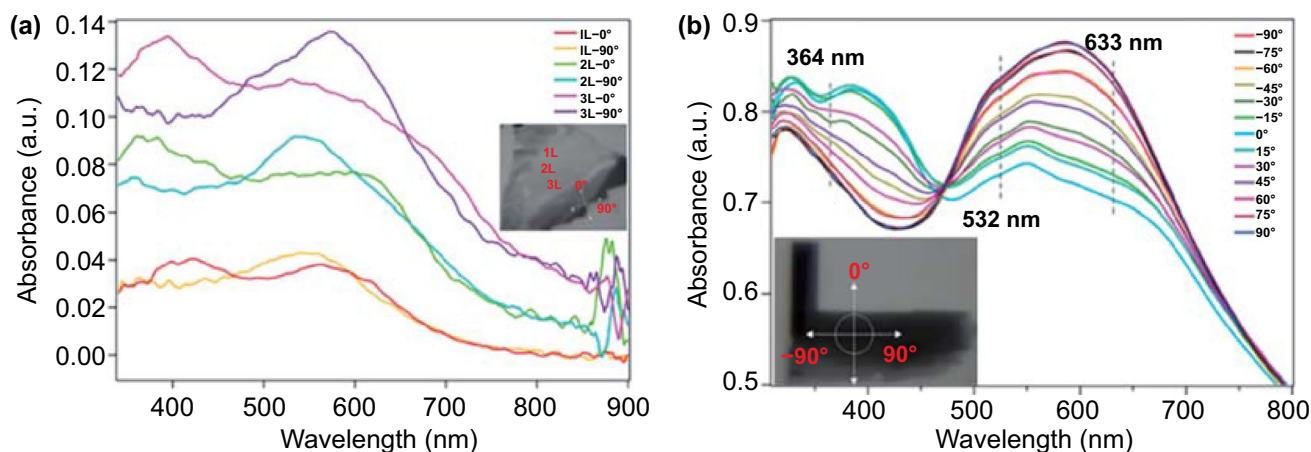 (a)
0.14
0.12
0.10
0.08
0.06
0.04
0.02
0.00
Absorbance (a.u.)
400
500
600
700
800
900
Wavelength (nm)
IL–0°
IL–90°
2L–0°
2L–90°
3L–0°
3L–90°
1L
2L
3L
0°
90°
(b)
0.9
0.8
0.7
0.6
0.5
Absorbance (a.u.)
400
500
600
700
800
Wavelength (nm)
364 nm
532 nm
633 nm
–90°
–75°
–60°
–45°
–30°
–15°
0°
15°
30°
45°
60°
75°
90°
0°
–90°
90°